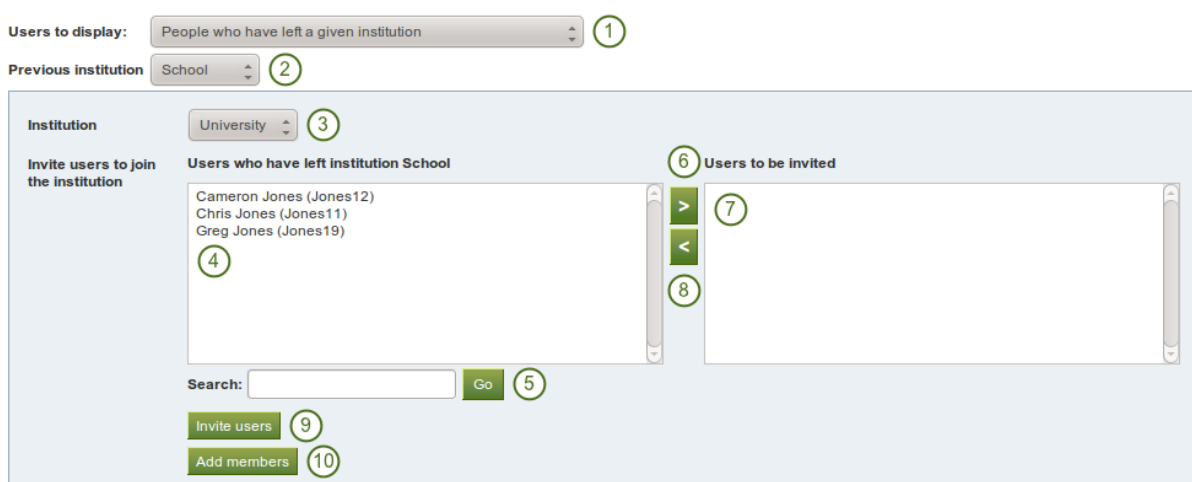 Users to display: People who have left a given institution 1
Previous institution School 2
Institution University 3
Invite users to join
the institution
Users who have left institution School 6 Users to be invited
Cameron Jones (Jones12)
Chris Jones (Jones11)
Greg Jones (Jones19)
4
> 7
<
8
Search: Go 5
Invite users 9
Add members 10